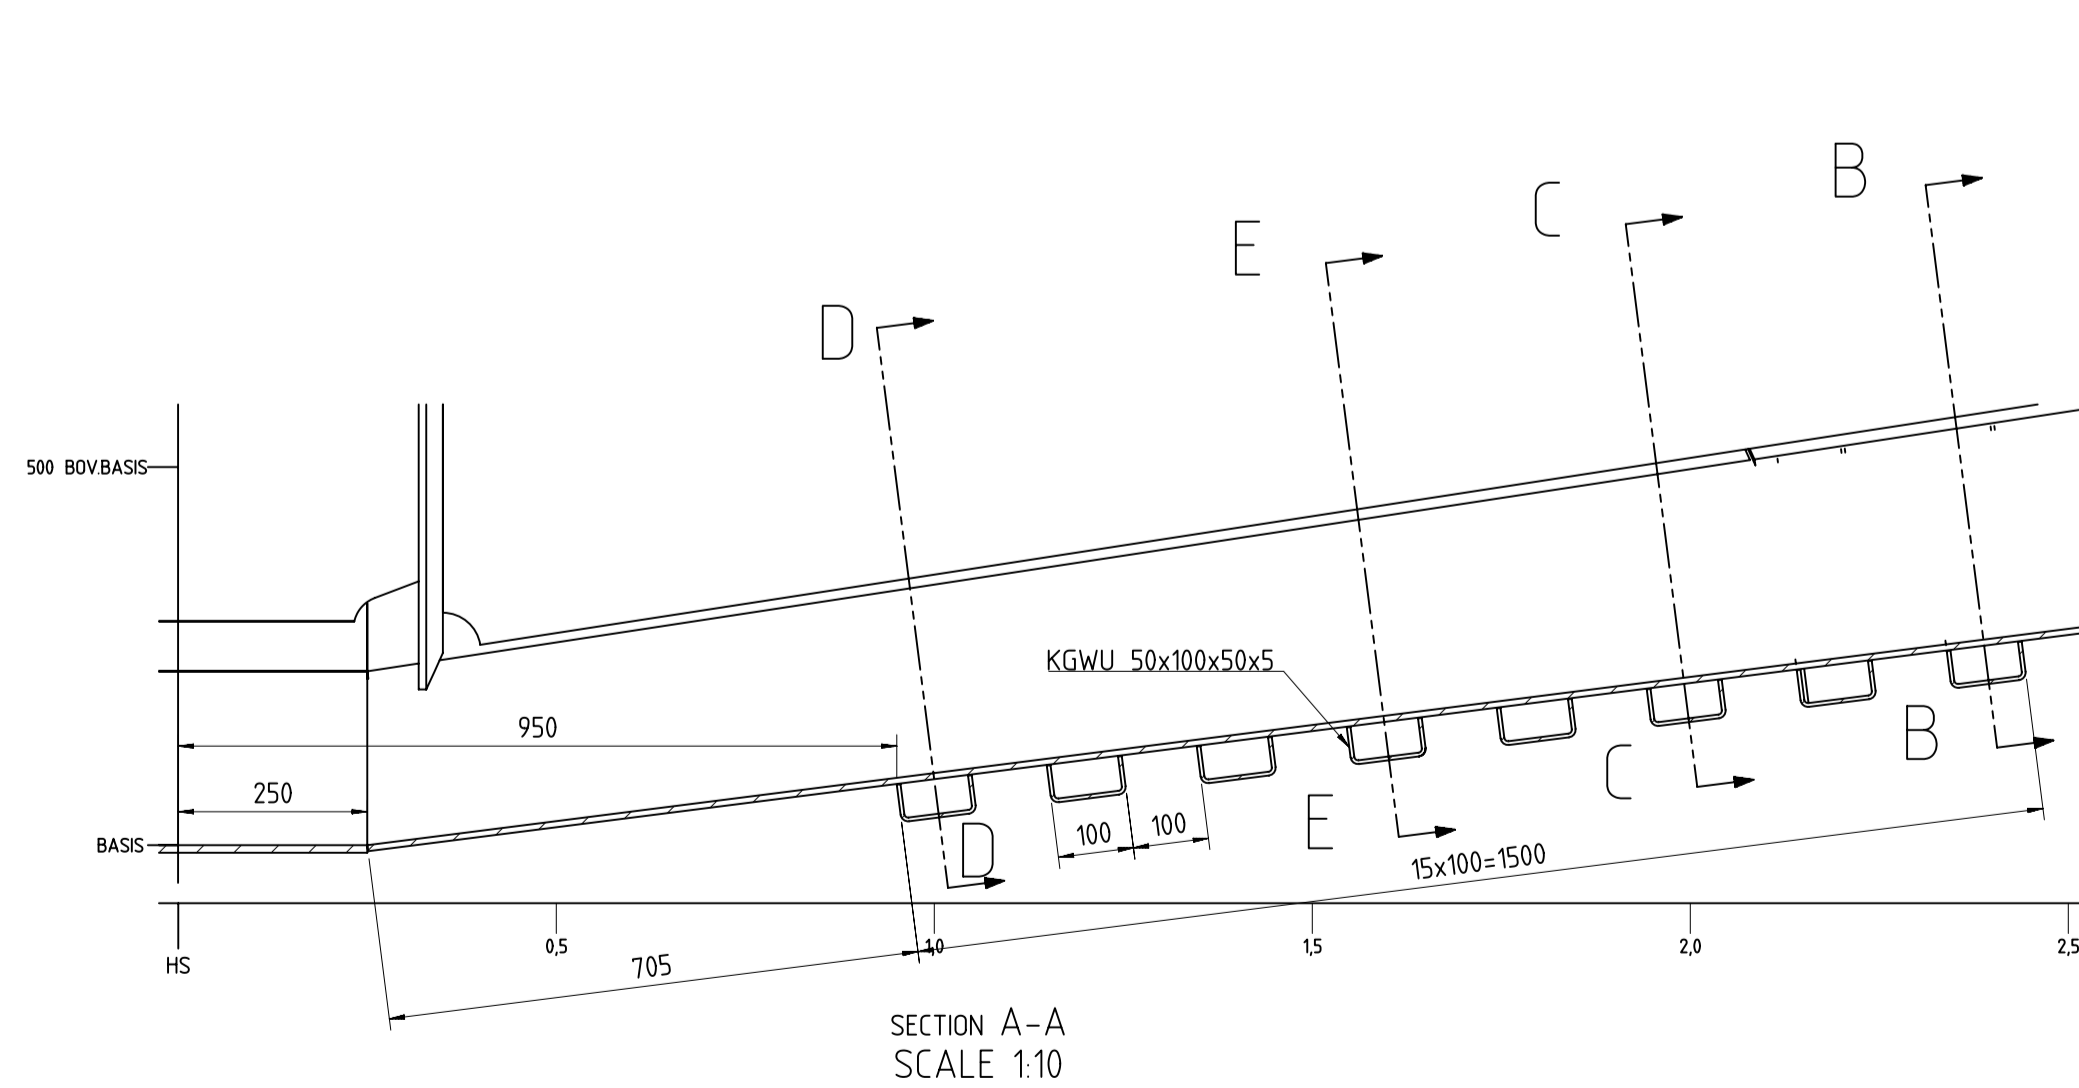 B
C
E
D
500 BOV.BASIS
KGWU 50x100x50x5
950
B
C
250
E
100
100
D
BASIS
15x100=1500
0,5
1,0
1,5
2,0
2,5
HS
705
SECTION A-A
SCALE 1:10